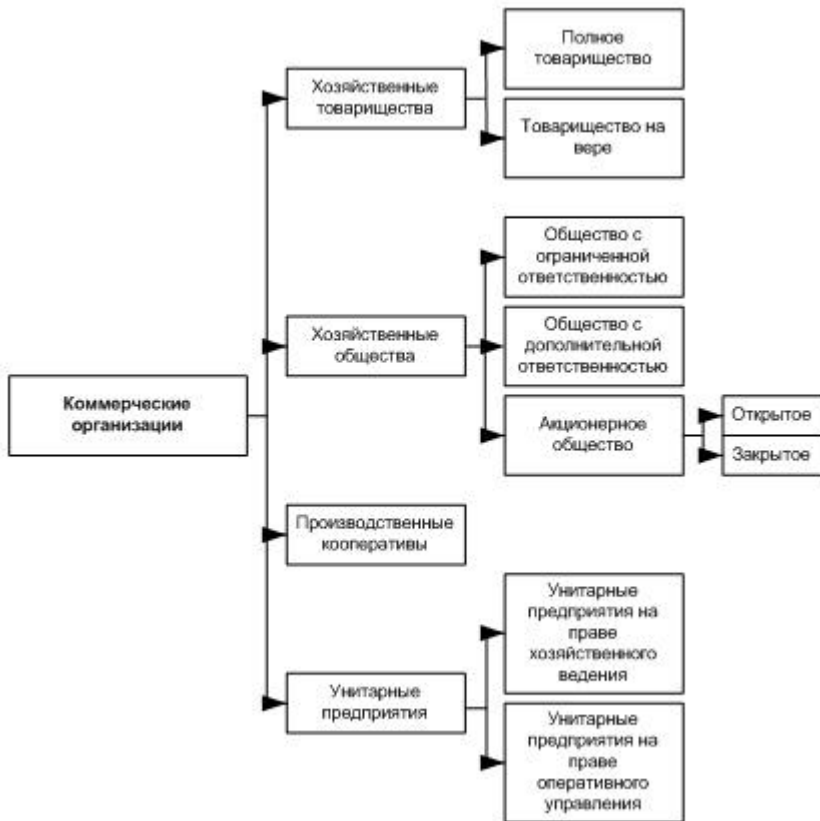 Полное
товарищество
Хозяйственные
товарищества
Товарищество на
вере
Общество с
ограниченной
ответственностью
Хозяйственные
общества
Общество с
дополнительной
ответственностью
Коммерческие
организации
Акционерное
общество
Открытое
Закрытое
Производственные
кооперативы
Унитарные
предприятия на
праве
хозяйственного
ведения
Унитарные
предприятия
Унитарные
предприятия на
праве
оперативного
управления